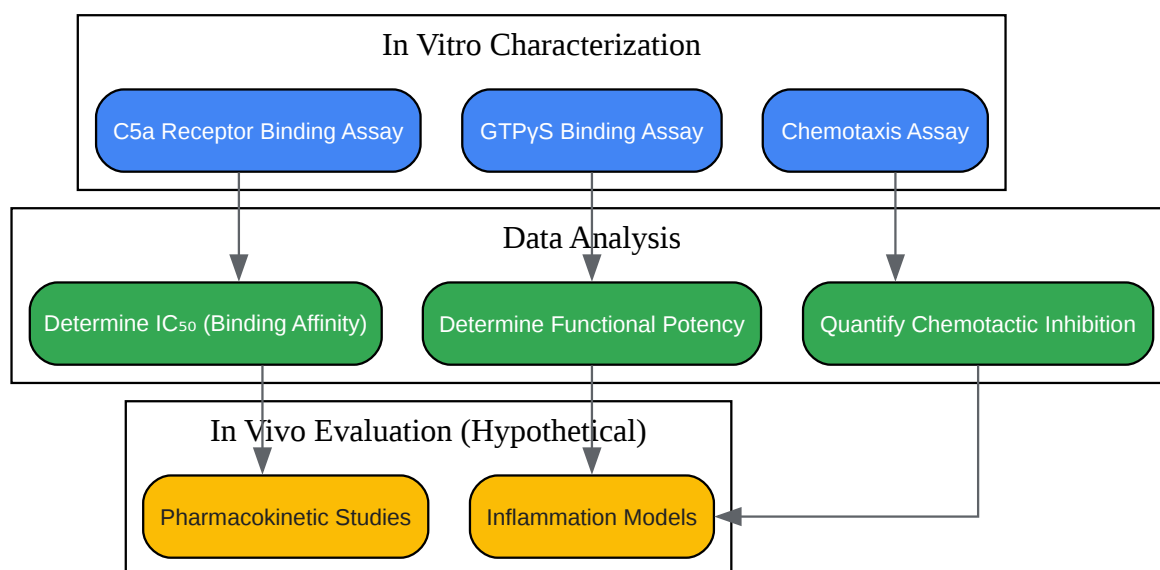 In Vitro Characterization
C5a Receptor Binding Assay
GTPγS Binding Assay
Chemotaxis Assay
Data Analysis
Determine IC₅₀ (Binding Affinity)
Determine Functional Potency
Quantify Chemotactic Inhibition
In Vivo Evaluation (Hypothetical)
Pharmacokinetic Studies
Inflammation Models